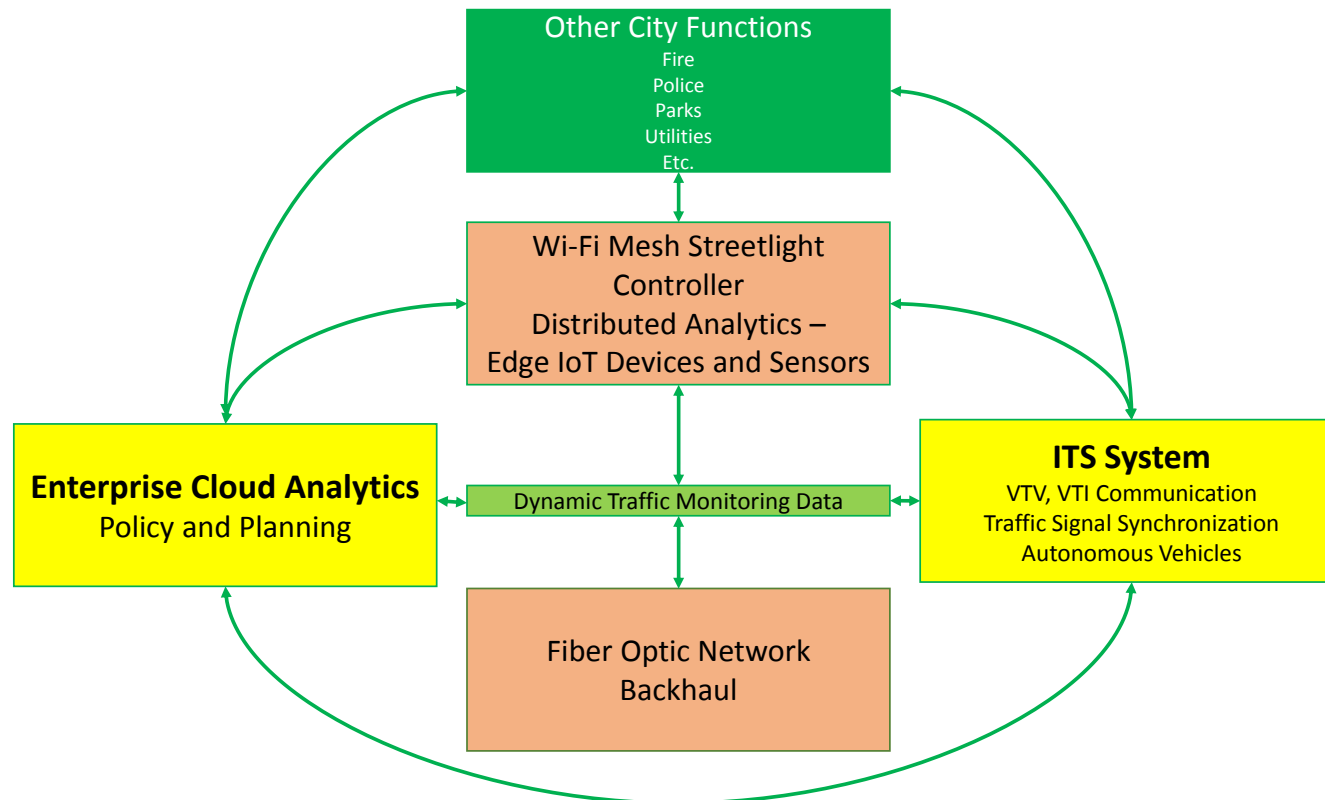 Other City Functions
Fire
Police
Parks
Utilities
Etc.
Wi-Fi Mesh Streetlight
Controller
Distributed Analytics –
Edge IoT Devices and Sensors
Enterprise Cloud Analytics
Policy and Planning
Dynamic Traffic Monitoring Data
ITS System
VTV, VTI Communication
Traffic Signal Synchronization
Autonomous Vehicles
Fiber Optic Network
Backhaul